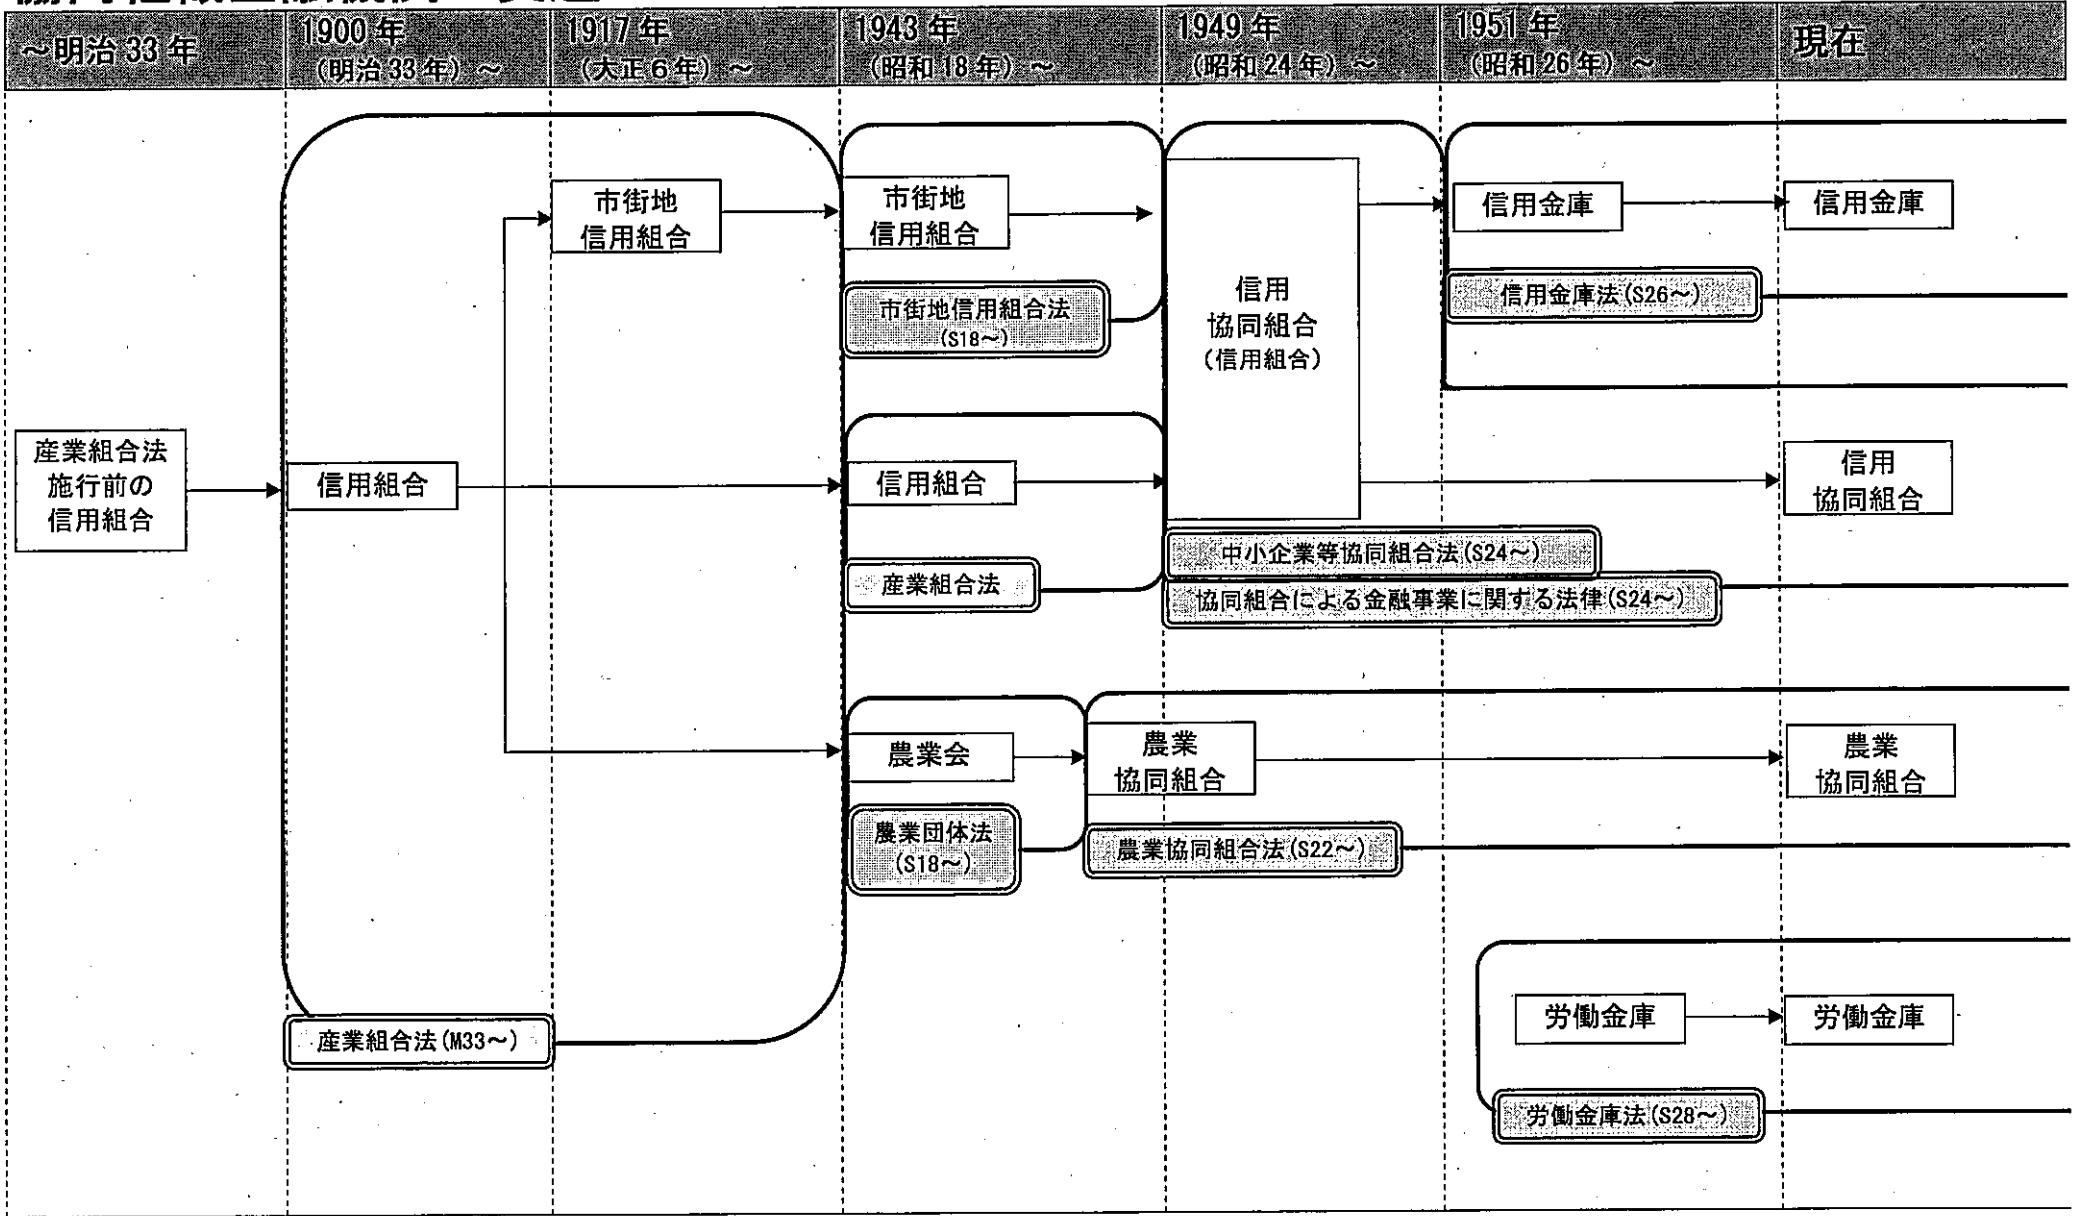 ～明治33年
1900年
(明治33年) ～
1917年
(大正6年) ～
1943年
(昭和18年) ～
1949年
(昭和24年) ～
1951年
(昭和26年) ～
現在
市街地
信用組合
市街地
信用組合
信用金庫
信用金庫
市街地信用組合法
(S18～)
信用
協同組合
(信用組合)
信用金庫法(S26～)
産業組合法
施行前の
信用組合
信用組合
信用組合
信用
協同組合
産業組合法
中小企業等協同組合法(S24～)
協同組合による金融事業に関する法律(S24～)
農業会
農業
協同組合
農業
協同組合
農業団体法
(S18～)
農業協同組合法(S22～)
労働金庫
労働金庫
産業組合法(M33～)
労働金庫法(S28～)